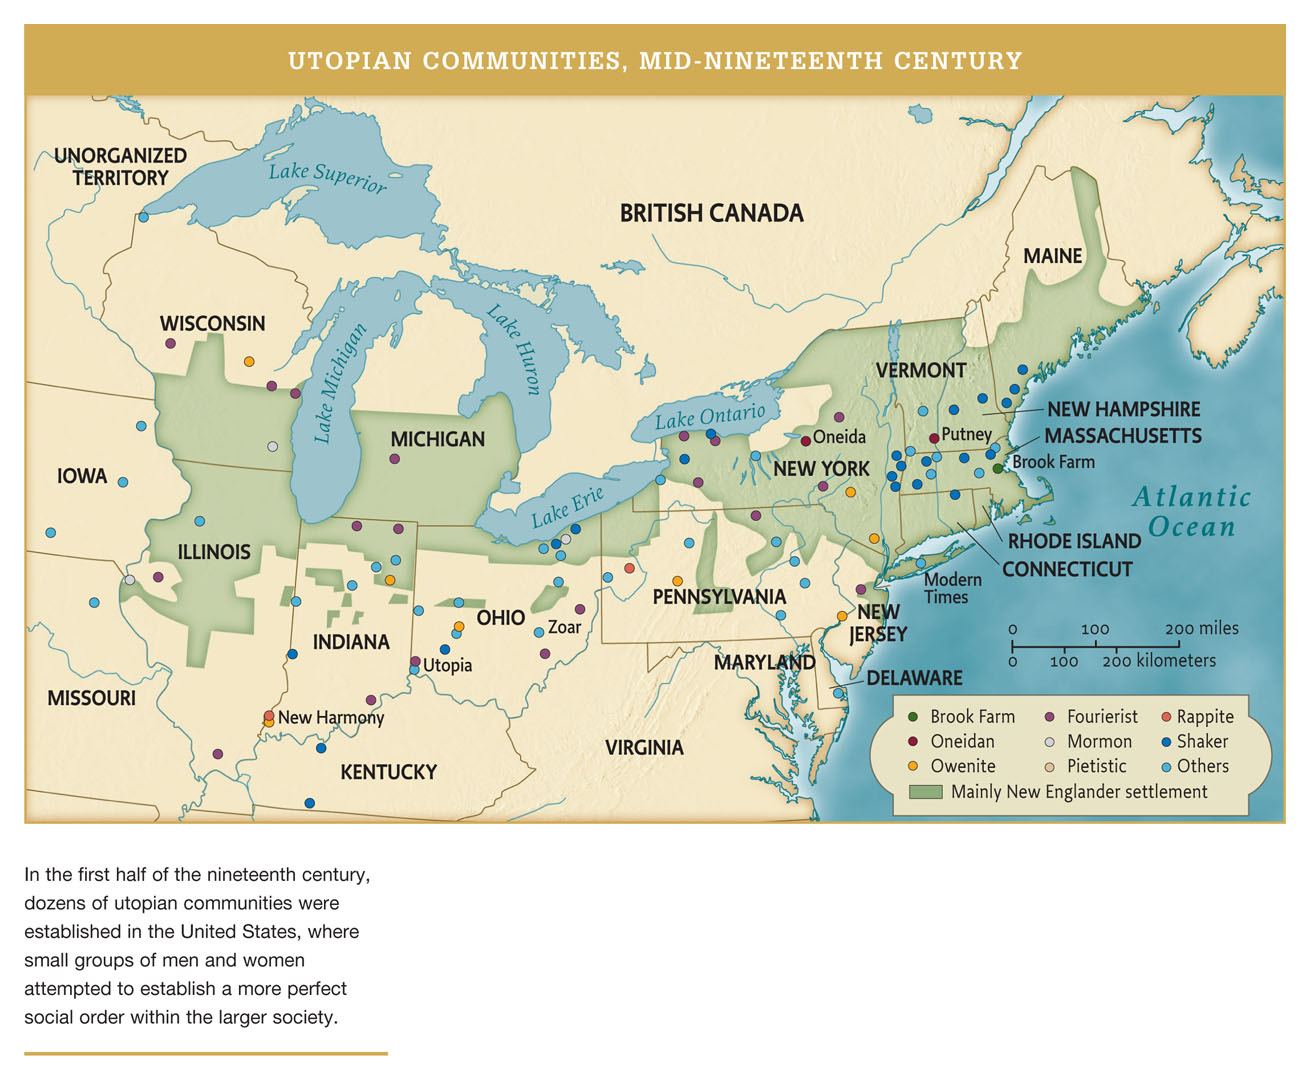 UTOPIAN COMMUNITIES, MID-NINETEENTH CENTURY
UNORGANIZED
TERRITORY
Lake Superior
BRITISH CANADA
MAINE
WISCONSIN
Lake Michigan
Lake Huron
VERMONT
Lake Ontario
NEW HAMPSHIRE
MASSACHUSETTS
MICHIGAN
Oneida
Putney
Brook Farm
IOWA
NEW YORK
Lake Erie
Atlantic
Ocean
ILLINOIS
RHODE ISLAND
CONNECTICUT
Modern
Times
PENNSYLVANIA
NEW
JERSEY
OHIO
Zoar
INDIANA
Utopia
MARYLAND
DELAWARE
0 100 200 miles
0 100 200 kilometers
MISSOURI
New Harmony
VIRGINIA
KENTUCKY
Brook Farm
Oneidan
Owenite
Fourierist
Mormon
Pietistic
Rappite
Shaker
Others
Mainly New Englander settlement
In the first half of the nineteenth century,
dozens of utopian communities were
established in the United States, where
small groups of men and women
attempted to establish a more perfect
social order within the larger society.